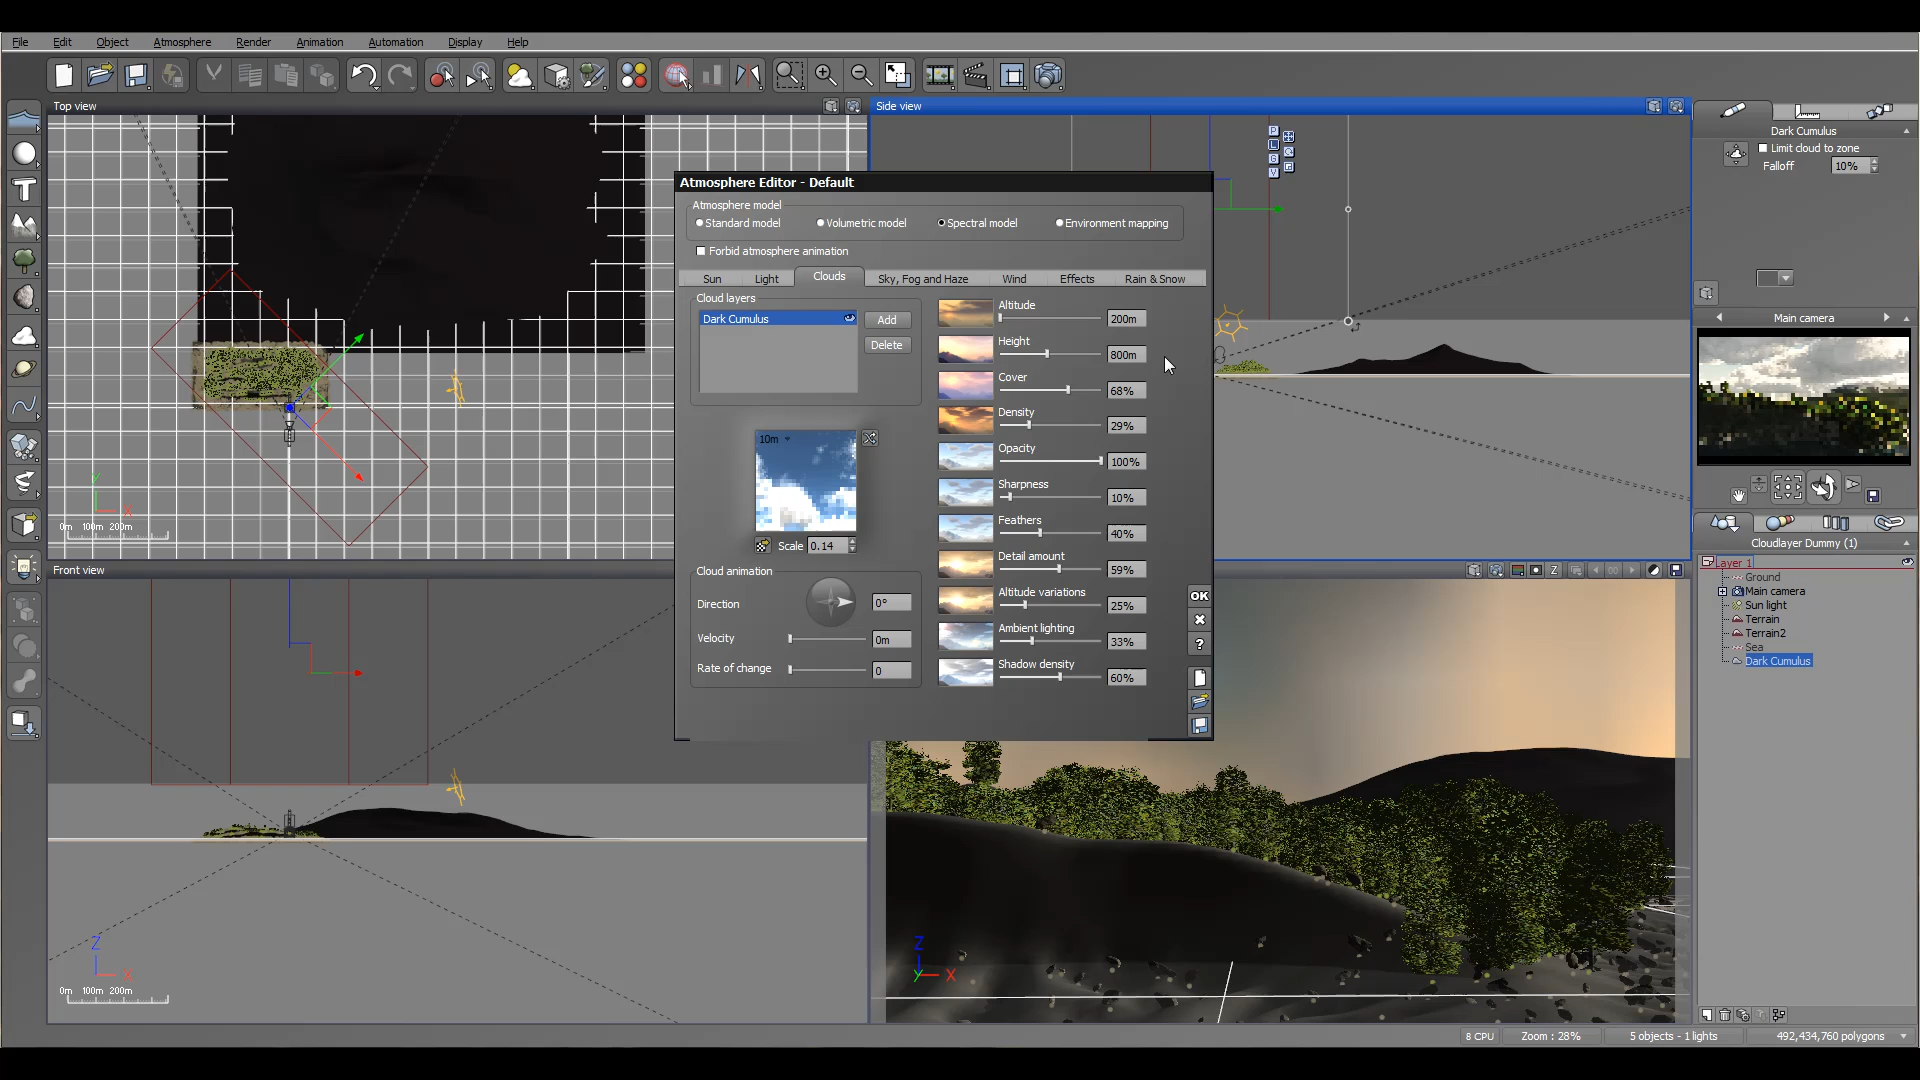 File Edit Object Atmosphere Render Animation Automation Display Help
Top view
Side view
Dark Cumulus
Limit cloud to zone
Falloff 10%
Atmosphere Editor - Default
Atmosphere model
Standard model Volumetric model Spectral model Environment mapping
Forbid atmosphere animation
Sun Light Clouds Sky, Fog and Haze Wind Effects Rain & Snow
Cloud layers
Dark Cumulus
Add
Delete
Altitude
200m
Height
800m
Cover
68%
Density
29%
Opacity
100%
Sharpness
10%
Feathers
40%
Detail amount
59%
Altitude variations
25%
Ambient lighting
33%
Shadow density
60%
10m
Scale 0.14
Cloud animation
Direction 0°
Velocity 0m
Rate of change 0
OK
?
P
L
G
V
Main camera
Cloudlayer Dummy (1)
Layer 1
Ground
Main camera
Sun light
Terrain
Terrain2
Sea
Dark Cumulus
Y
X
0m 100m 200m
Front view
Z
Z
X
0m 100m 200m
Z
Y X
8 CPU Zoom : 28% 5 objects - 1 lights 492,434,760 polygons